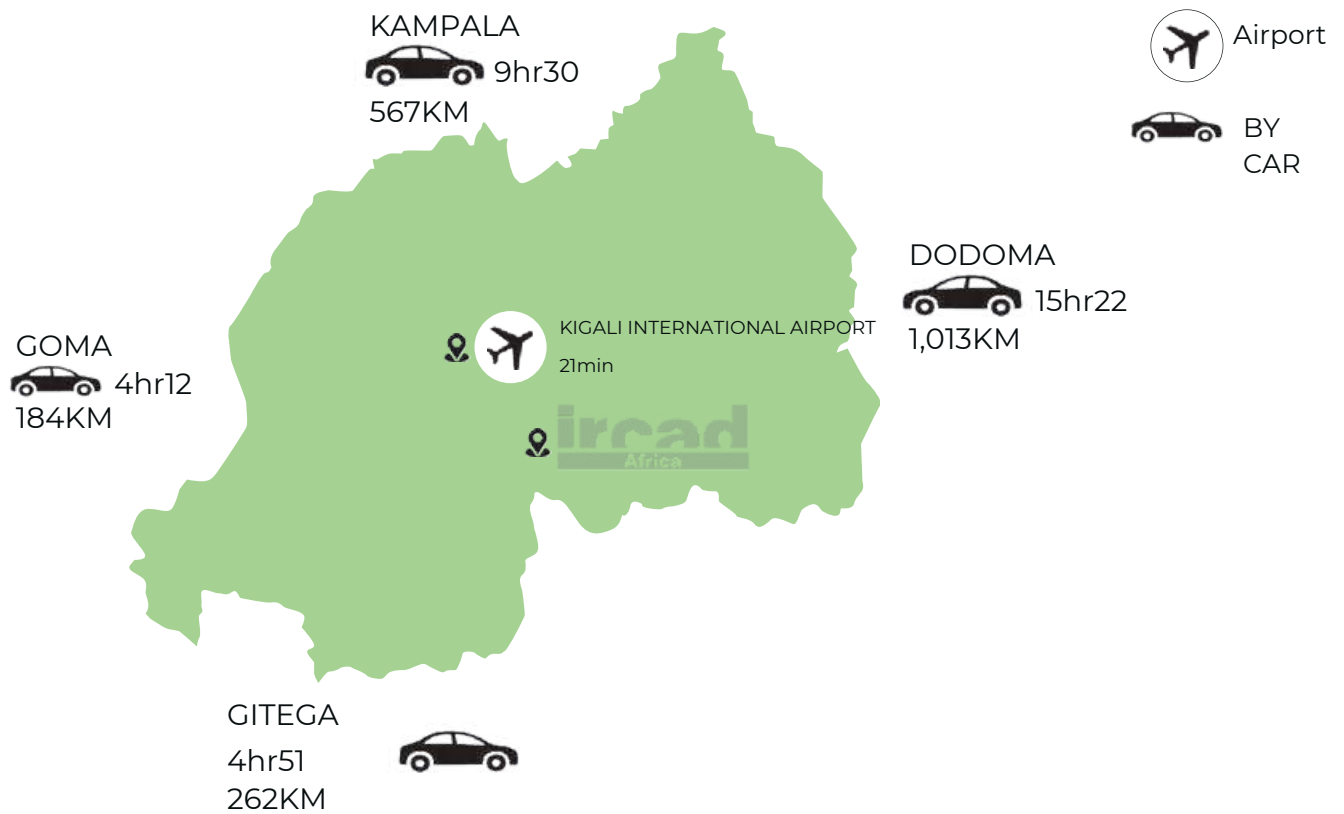 KAMPALA
9hr30
567KM
Airport
BY
CAR
DODOMA
15hr22
1,013KM
KIGALI INTERNATIONAL AIRPORT
21min
GOMA
4hr12
184KM
ircad
Africa
GITEGA
4hr51
262KM